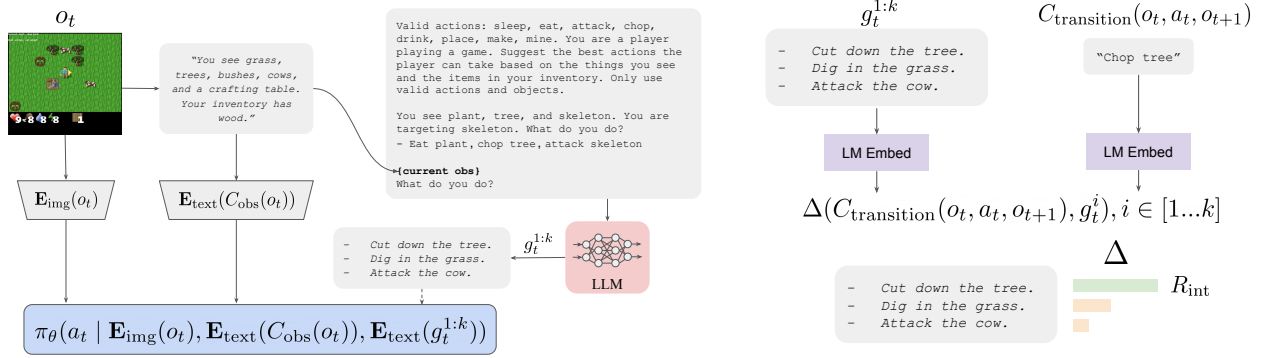 o_t
9 8 8 8 1
"You see grass,
trees, bushes, cows,
and a crafting table.
Your inventory has
wood."
E_img(o_t)
E_text(C_obs(o_t))
Valid actions: sleep, eat, attack, chop,
drink, place, make, mine. You are a player
playing a game. Suggest the best actions the
player can take based on the things you see
and the items in your inventory. Only use
valid actions and objects.
You see plant, tree, and skeleton. You are
targeting skeleton. What do you do?
- Eat plant, chop tree, attack skeleton
{current obs}
What do you do?
LLM
g_t^{1:k}
- Cut down the tree.
- Dig in the grass.
- Attack the cow.
π_θ(a_t | E_img(o_t), E_text(C_obs(o_t)), E_text(g_t^{1:k}))
g_t^{1:k}
- Cut down the tree.
- Dig in the grass.
- Attack the cow.
LM Embed
C_transition(o_t, a_t, o_{t+1})
"Chop tree"
LM Embed
Δ(C_transition(o_t, a_t, o_{t+1}), g_t^i), i ∈ [1...k]
Δ
- Cut down the tree.
- Dig in the grass.
- Attack the cow.
R_int